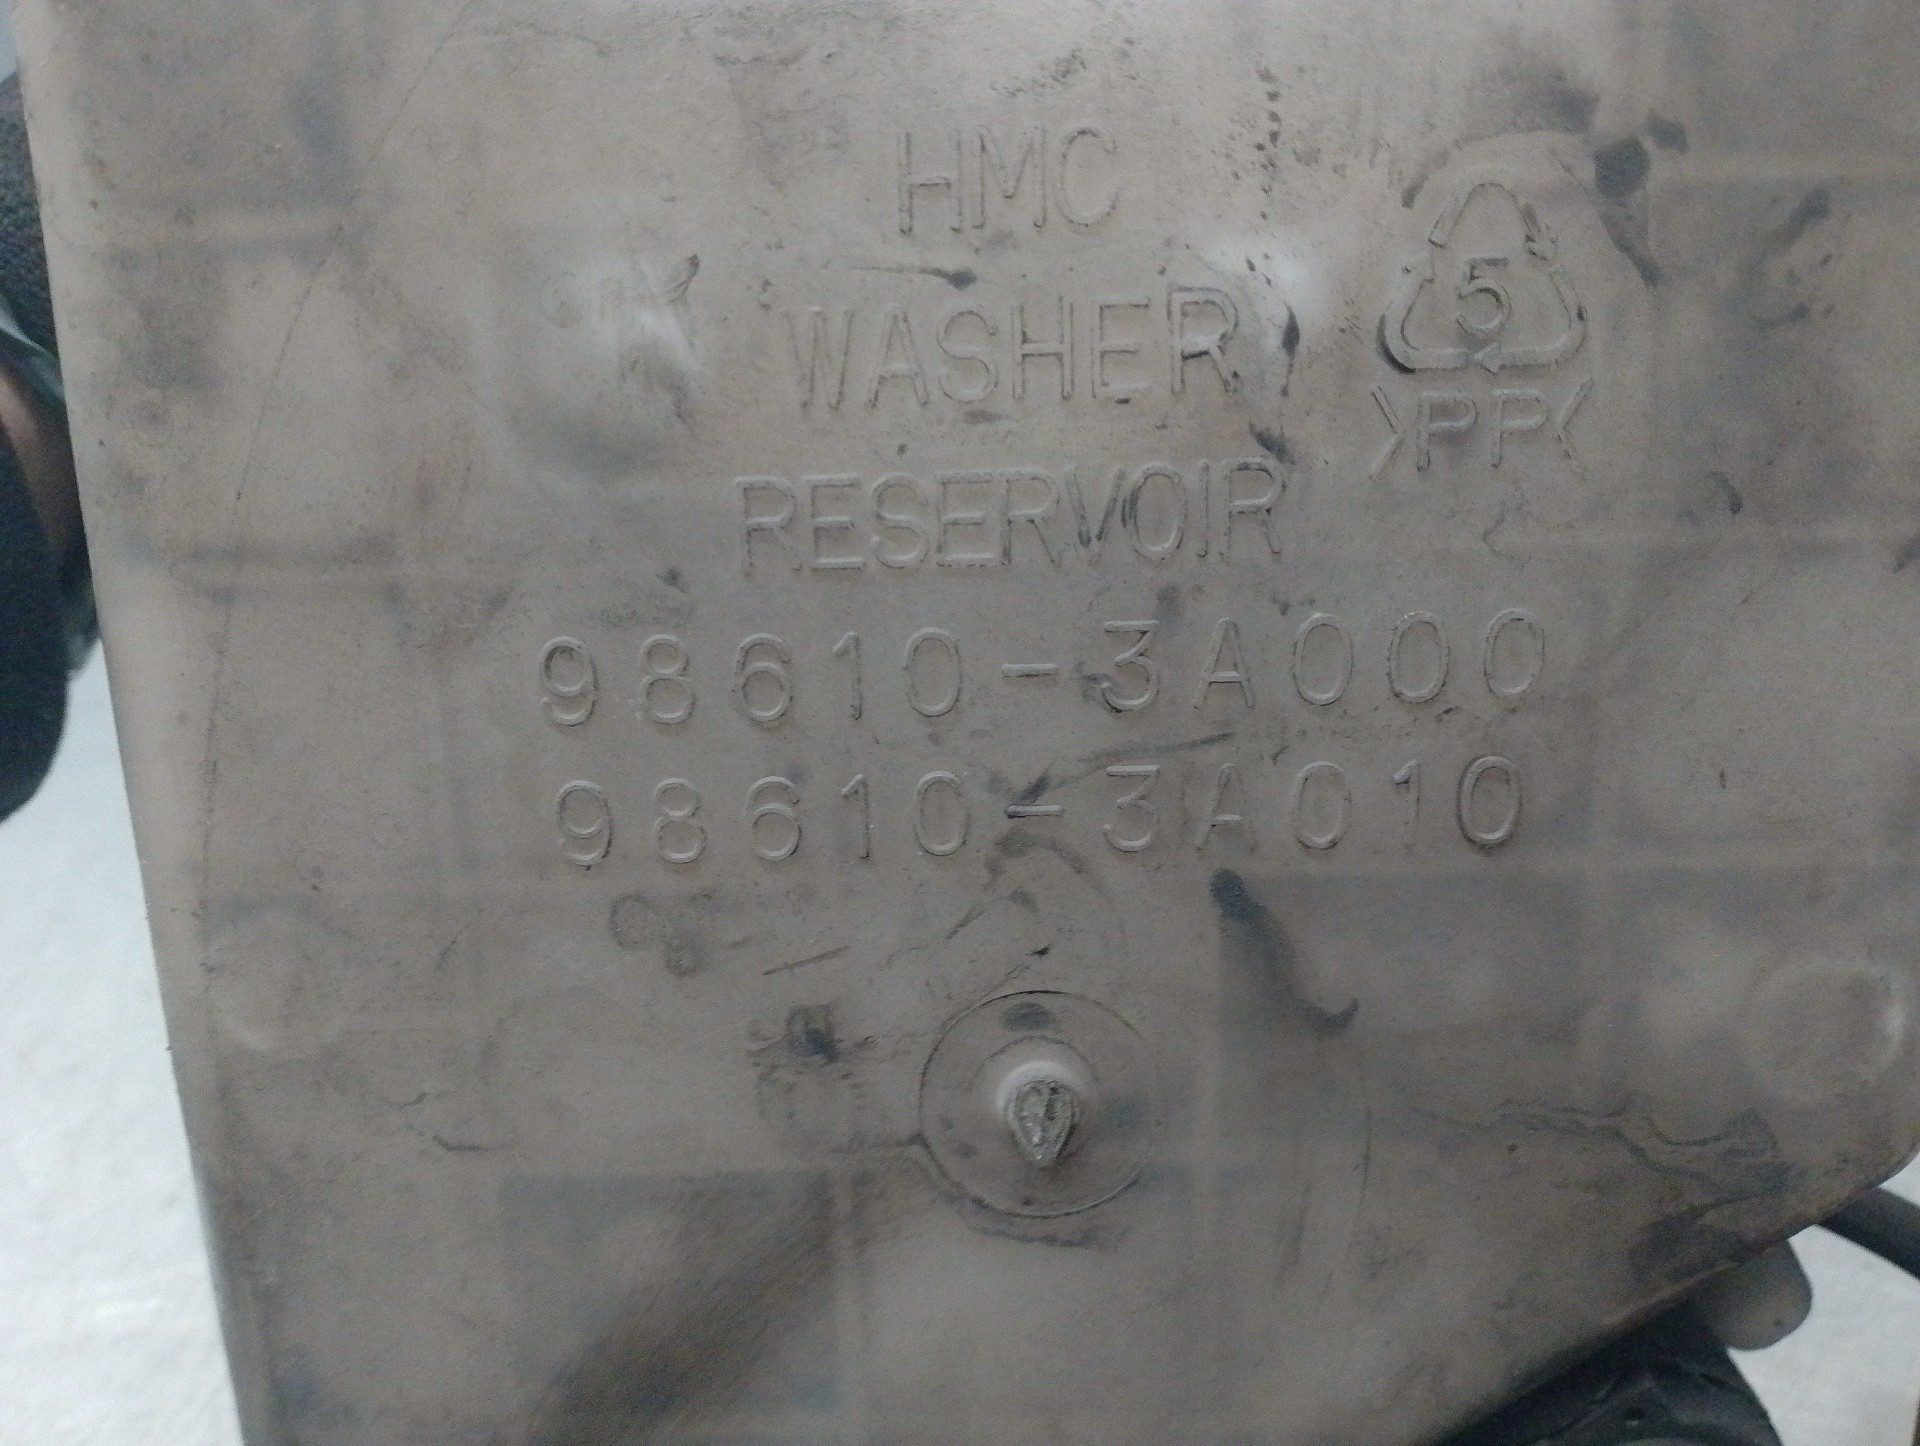 HMC
WASHER
RESERVOIR
5
>PP<
98610-3A000
98610-3A010